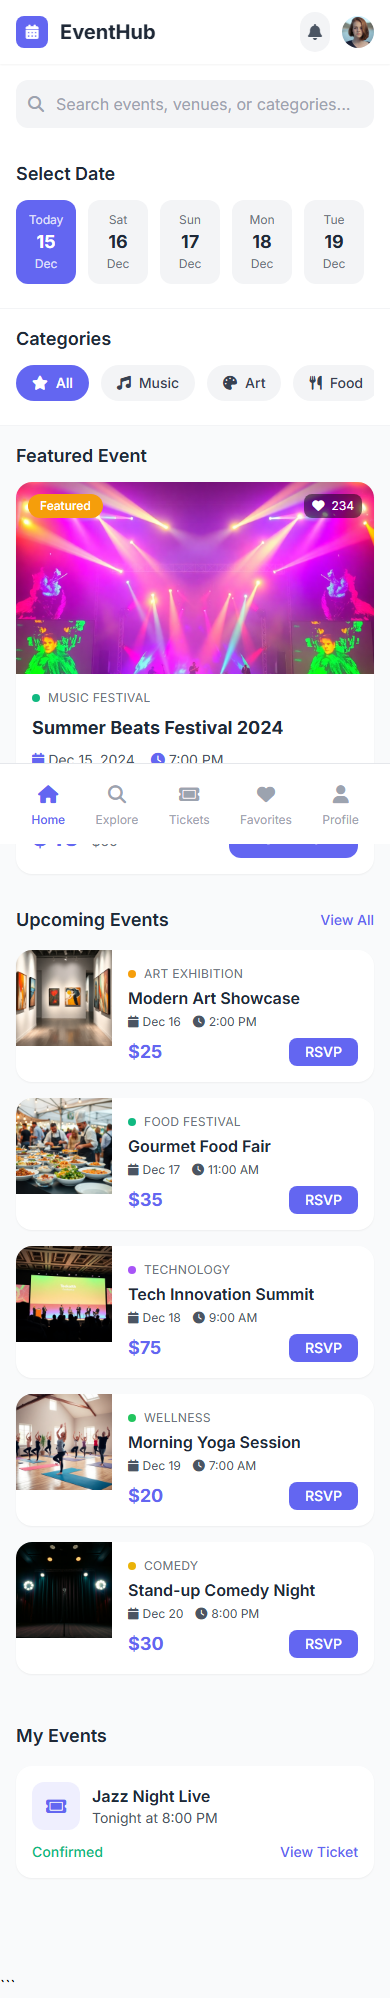 EventHub
Search events, venues, or categories...
Select Date
Today Sat Sun Mon Tue
15 16 17 18 19
Dec Dec Dec Dec Dec
Categories
All Music Art Food
Featured Event
Featured 234
MUSIC FESTIVAL
Summer Beats Festival 2024
Dec 15, 2024 7:00 PM
Home Explore Tickets Favorites Profile
Upcoming Events View All
ART EXHIBITION
Modern Art Showcase
Dec 16 2:00 PM
$25 RSVP
FOOD FESTIVAL
Gourmet Food Fair
Dec 17 11:00 AM
$35 RSVP
TECHNOLOGY
Tech Innovation Summit
Dec 18 9:00 AM
$75 RSVP
WELLNESS
Morning Yoga Session
Dec 19 7:00 AM
$20 RSVP
COMEDY
Stand-up Comedy Night
Dec 20 8:00 PM
$30 RSVP
My Events
Jazz Night Live
Tonight at 8:00 PM
Confirmed View Ticket
```